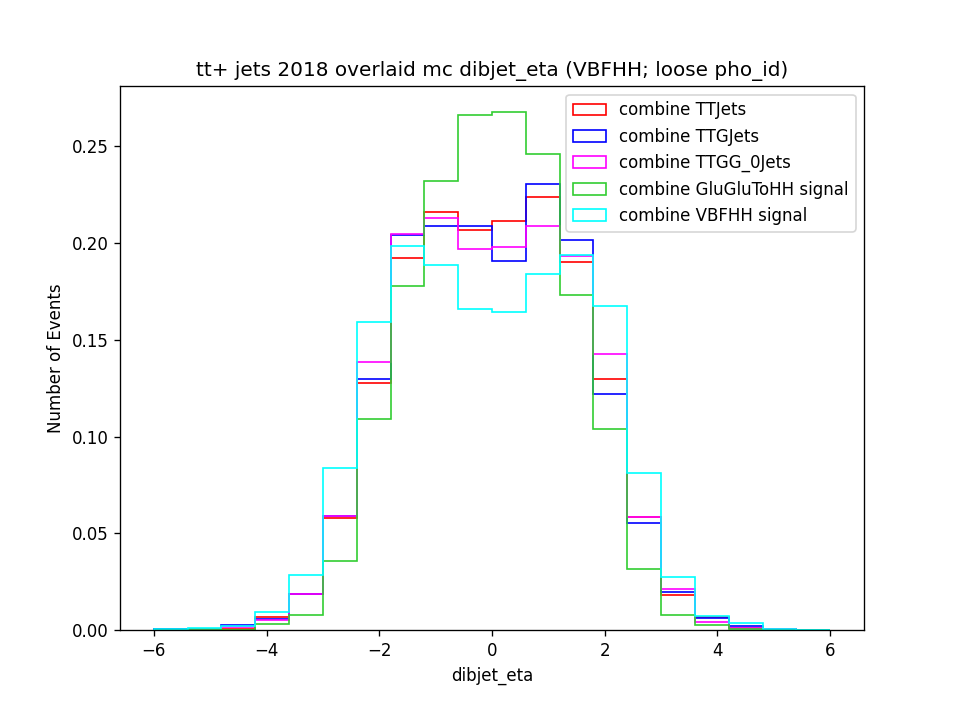 tt+ jets 2018 overlaid mc dibjet_eta (VBFHH; loose pho_id)
combine TTJets
combine TTGJets
combine TTGG_0Jets
combine GluGluToHH signal
combine VBFHH signal
Number of Events
0.25
0.20
0.15
0.10
0.05
0.00
−6 −4 −2 0 2 4 6
dibjet_eta